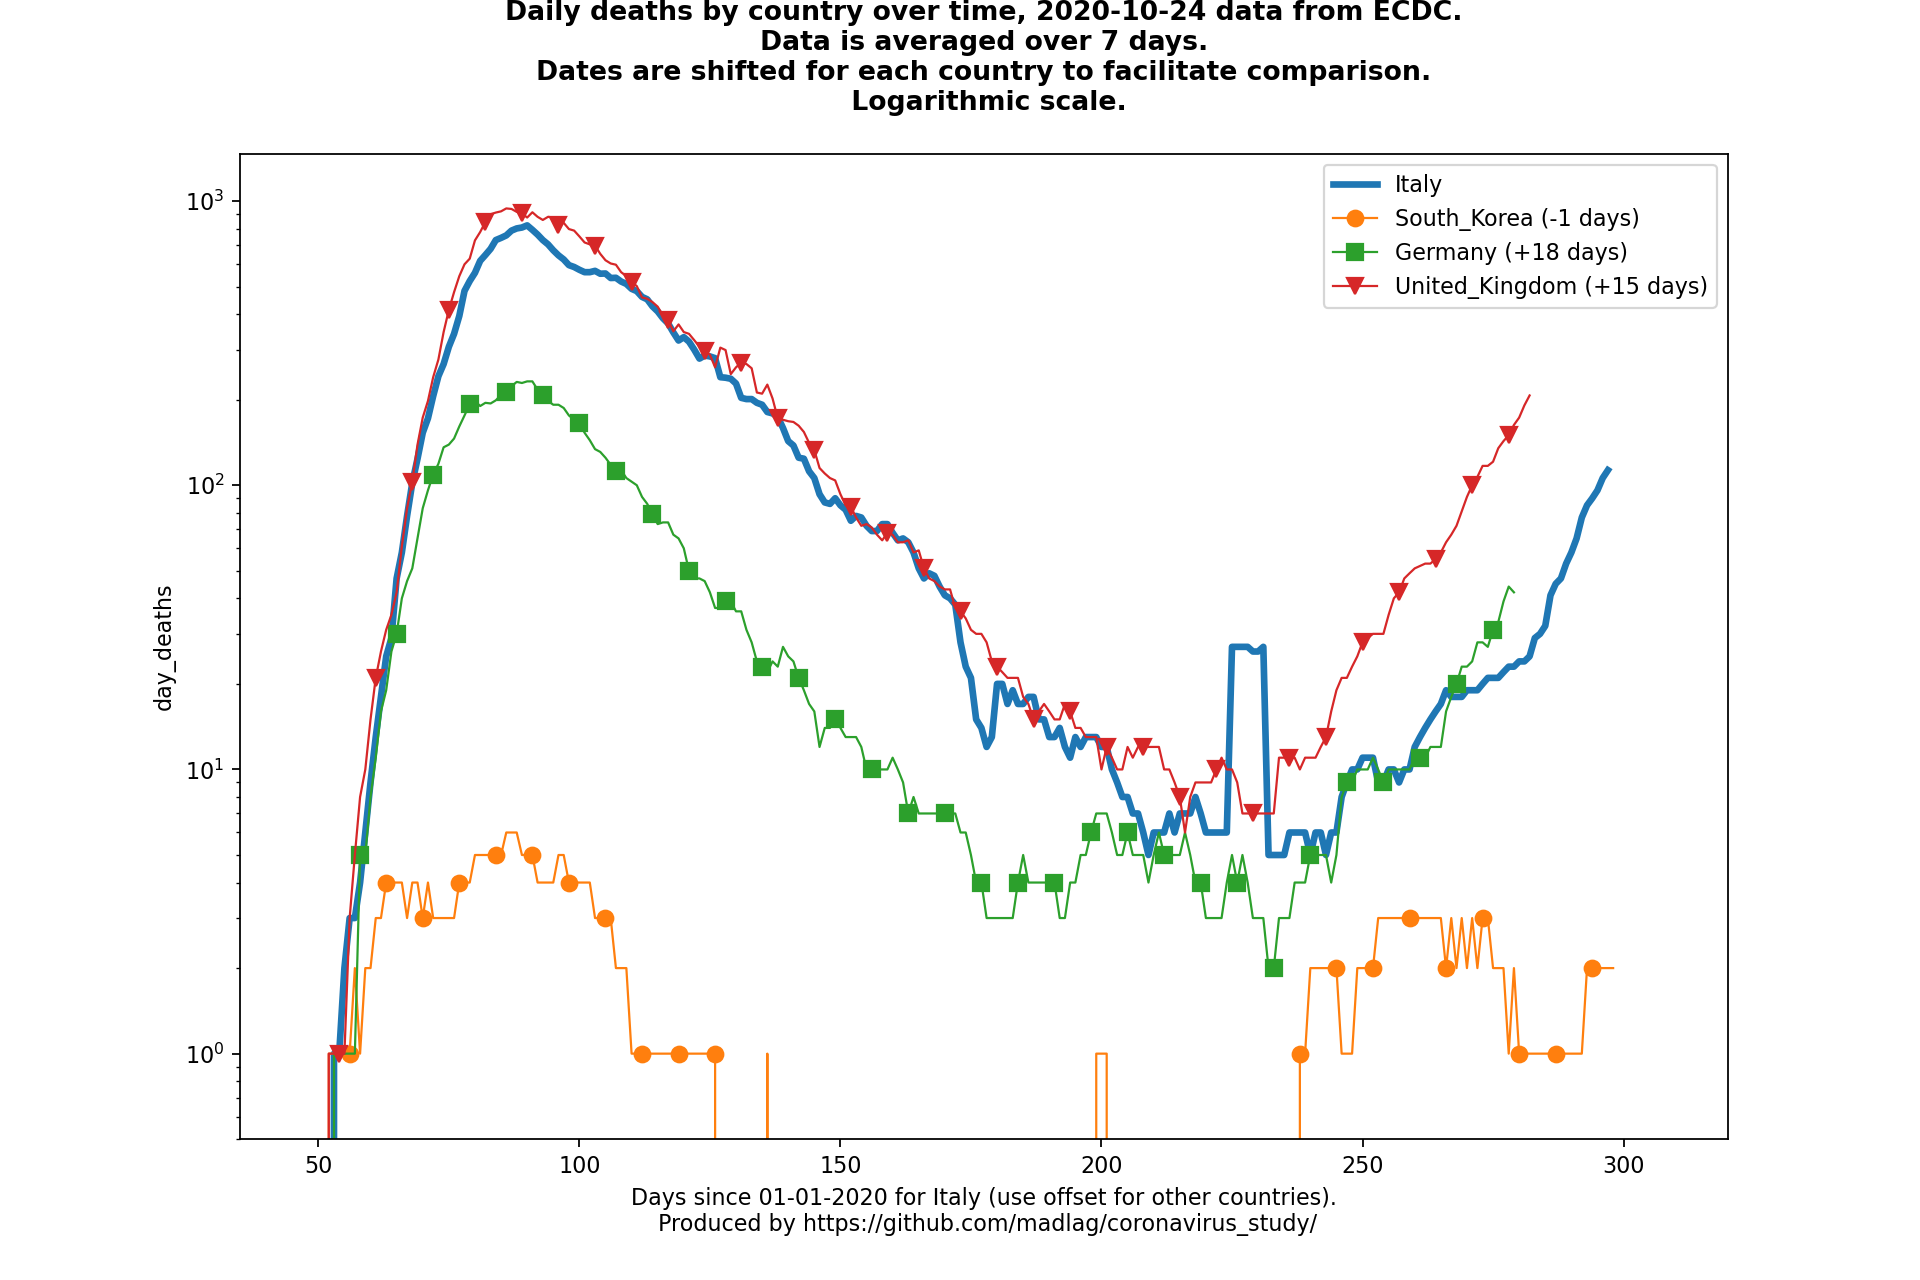 Daily deaths by country over time, 2020-10-24 data from ECDC.
Data is averaged over 7 days.
Dates are shifted for each country to facilitate comparison.
Logarithmic scale.
Italy
South_Korea (-1 days)
Germany (+18 days)
United_Kingdom (+15 days)
day_deaths
10³
10²
10¹
10⁰
50 100 150 200 250 300
Days since 01-01-2020 for Italy (use offset for other countries).
Produced by https://github.com/madlag/coronavirus_study/